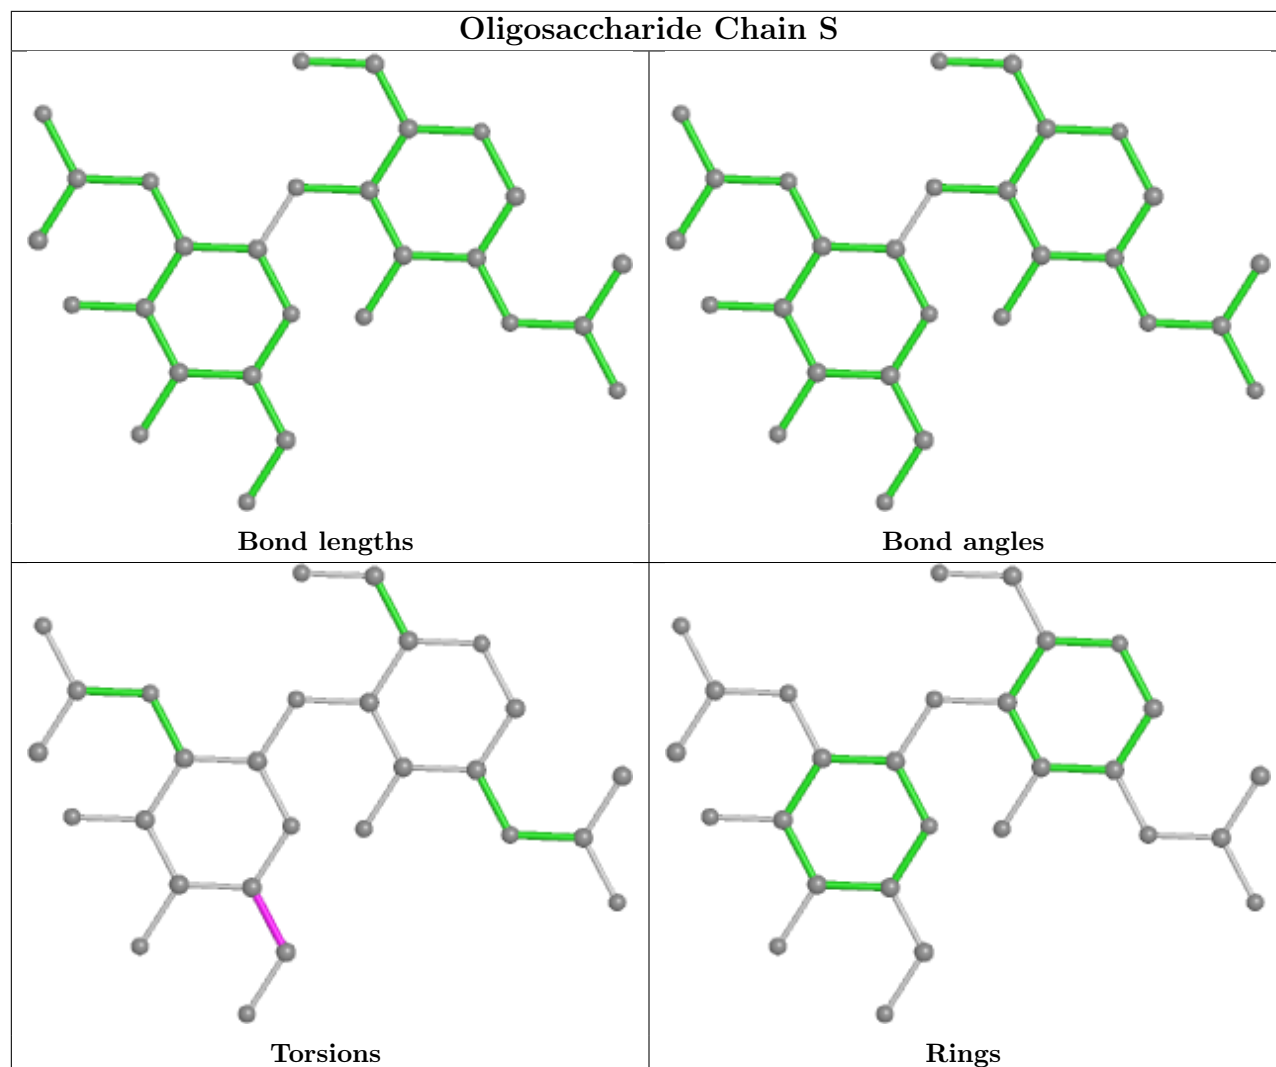 Oligosaccharide Chain S
Bond lengths
Bond angles
Torsions
Rings